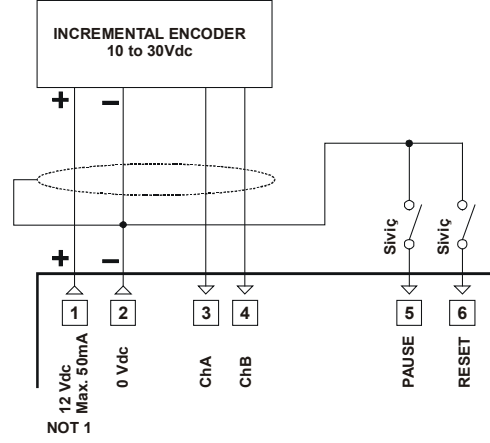 INCREMENTAL ENCODER
10 to 30Vdc
+ −
Siviç Siviç
+ −
1 2 3 4 5 6
12 Vdc
Max. 50mA
0 Vdc
ChA
ChB
PAUSE
RESET
NOT 1